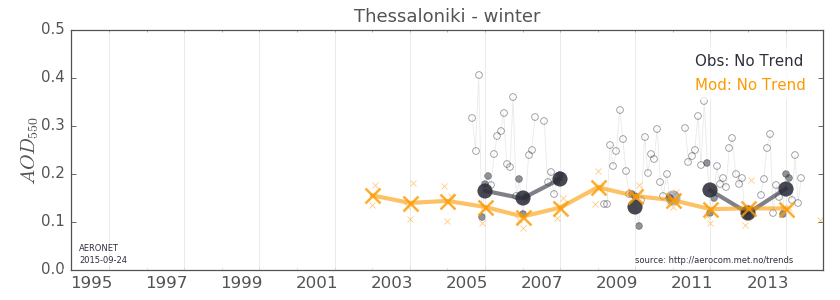 Thessaloniki - winter
0.5
0.4
0.3
0.2
0.1
0.0
AOD550
Obs: No Trend
Mod: No Trend
AERONET
2015-09-24
source: http://aerocom.met.no/trends
1995 1997 1999 2001 2003 2005 2007 2009 2011 2013